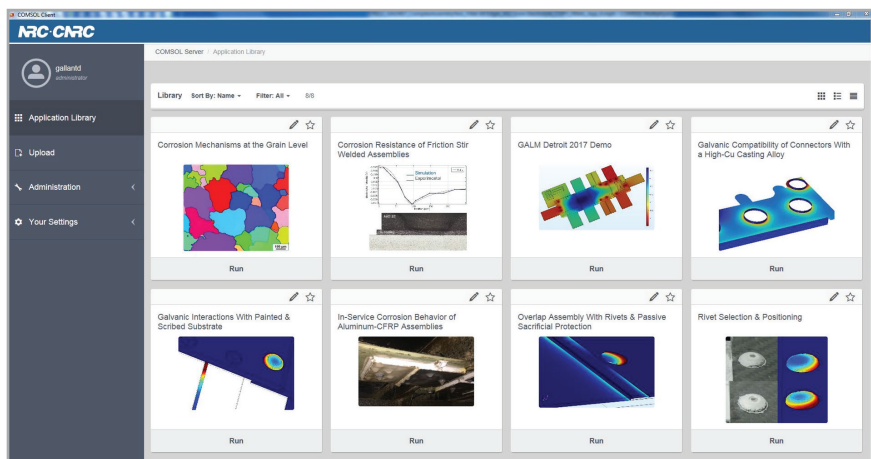 COMSOL Client
NRC·CNRC
gallantd
administrator
Application Library
Upload
Administration
Your Settings
COMSOL Server / Application Library
Library Sort By: Name Filter: All 8/8
Corrosion Mechanisms at the Grain Level
Run
Corrosion Resistance of Friction Stir
Welded Assemblies
Simulation
Experimental
Run
GALM Detroit 2017 Demo
Run
Galvanic Compatibility of Connectors With
a High-Cu Casting Alloy
Run
Galvanic Interactions With Painted &
Scribed Substrate
Run
In-Service Corrosion Behavior of
Aluminum-CFRP Assemblies
Run
Overlap Assembly With Rivets & Passive
Sacrificial Protection
Run
Rivet Selection & Positioning
Run